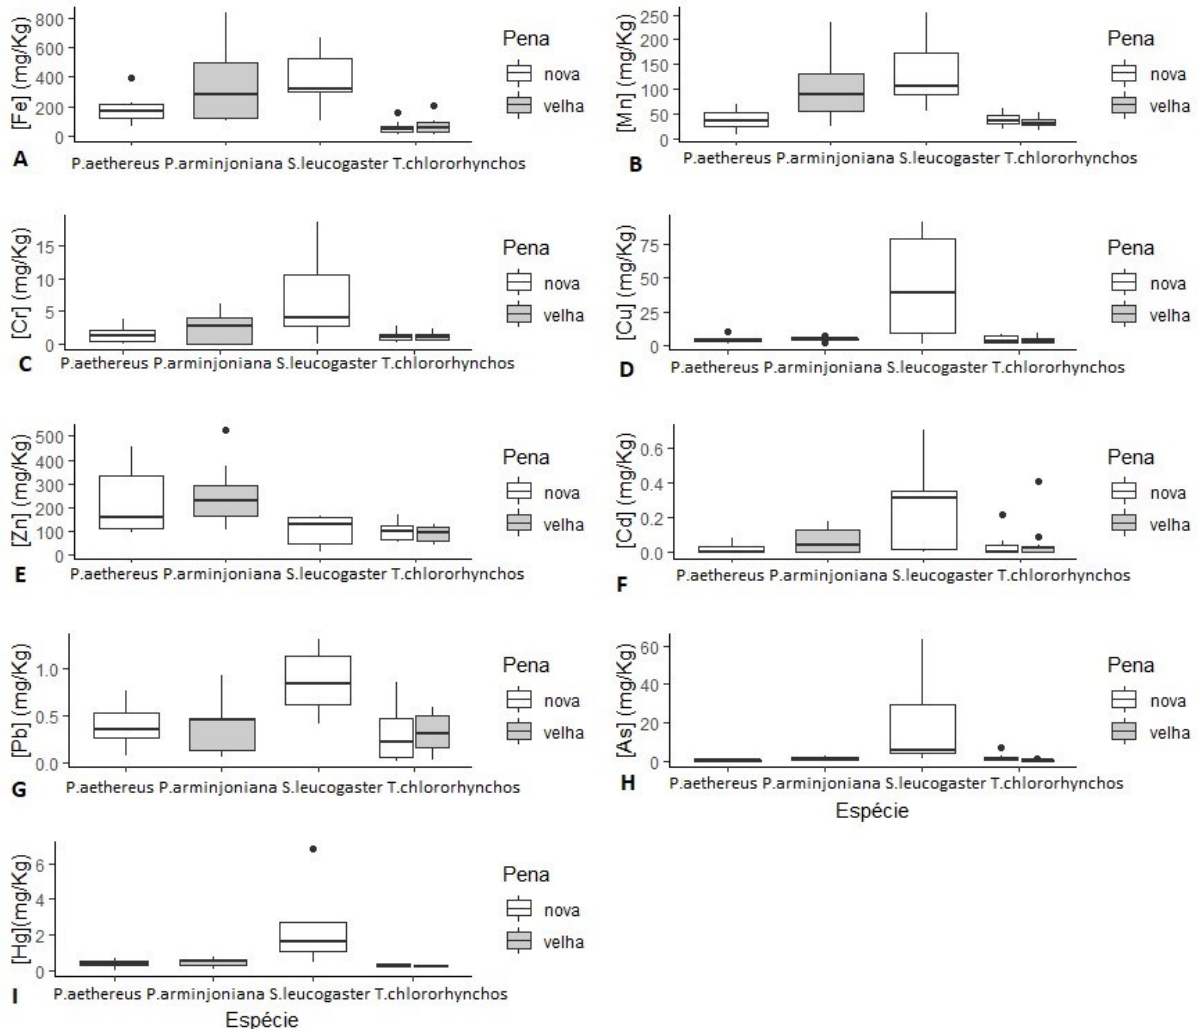 [Fe] (mg/Kg)
800
600
400
200
0
A
P.aethereus P.arminjoniana S.leucogaster T.chlororhynchos
Pena
nova
velha
[Mn] (mg/Kg)
250
200
150
100
50
0
B
P.aethereus P.arminjoniana S.leucogaster T.chlororhynchos
Pena
nova
velha
[Cr] (mg/Kg)
15
10
5
0
C
P.aethereus P.arminjoniana S.leucogaster T.chlororhynchos
Pena
nova
velha
[Cu] (mg/Kg)
75
50
25
0
D
P.aethereus P.arminjoniana S.leucogaster T.chlororhynchos
Pena
nova
velha
[Zn] (mg/Kg)
500
400
300
200
100
0
E
P.aethereus P.arminjoniana S.leucogaster T.chlororhynchos
Pena
nova
velha
[Cd] (mg/Kg)
0.6
0.4
0.2
0.0
F
P.aethereus P.arminjoniana S.leucogaster T.chlororhynchos
Pena
nova
velha
[Pb] (mg/Kg)
1.0
0.5
0.0
G
P.aethereus P.arminjoniana S.leucogaster T.chlororhynchos
Pena
nova
velha
[As] (mg/Kg)
60
40
20
0
H
P.aethereus P.arminjoniana S.leucogaster T.chlororhynchos
Espécie
Pena
nova
velha
[Hg](mg/Kg)
6
4
2
0
I
P.aethereus P.arminjoniana S.leucogaster T.chlororhynchos
Espécie
Pena
nova
velha